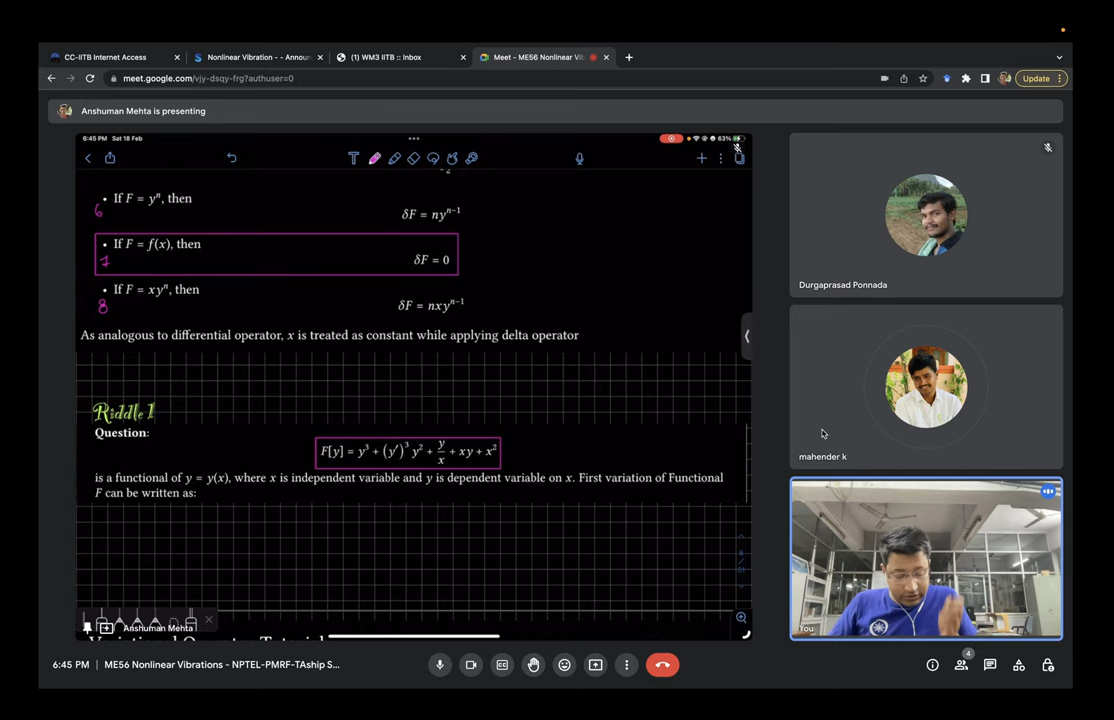 CC-IITB Internet Access
Nonlinear Vibration - - Announ
(1) WM3 IITB :: Inbox
Meet - ME56 Nonlinear Vib
meet.google.com/vjy-dsqy-frg?authuser=0
Update
Anshuman Mehta is presenting
6:45 PM Sat 18 Feb
63%
• If F = yⁿ, then
6
δF = nyⁿ⁻¹
• If F = f(x), then
7
δF = 0
• If F = xyⁿ, then
8
δF = nxyⁿ⁻¹
As analogous to differential operator, x is treated as constant while applying delta operator
Riddle 1
Question:
F[y] = y³ + (y′)³ y² + y/x + xy + x²
is a functional of y = y(x), where x is independent variable and y is dependent variable on x. First variation of Functional
F can be written as:
Anshuman Mehta
Durgaprasad Ponnada
mahender k
You
6:45 PM | ME56 Nonlinear Vibrations - NPTEL-PMRF-TAship S...
4